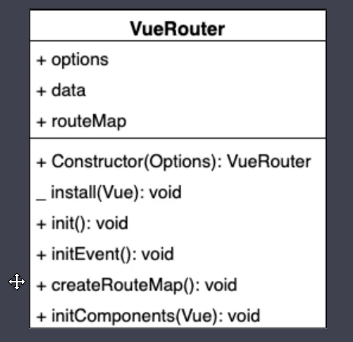 VueRouter
+ options
+ data
+ routeMap
+ Constructor(Options): VueRouter
_ install(Vue): void
+ init(): void
+ initEvent(): void
+ createRouteMap(): void
+ initComponents(Vue): void